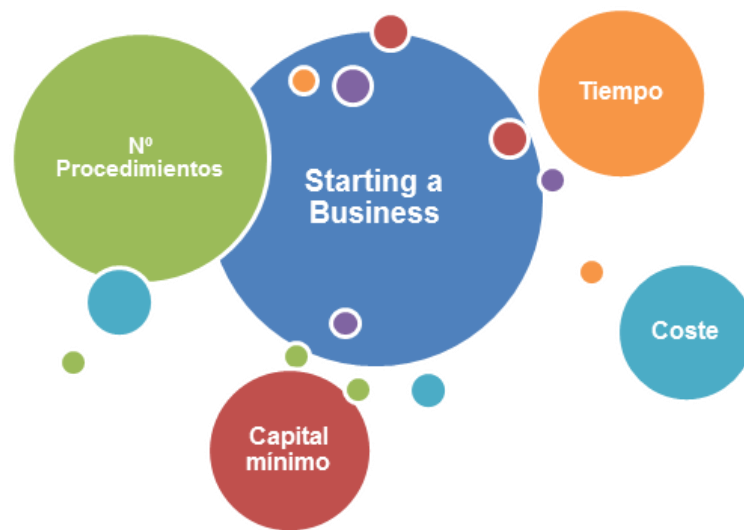 Nº
Procedimientos
Starting a
Business
Tiempo
Coste
Capital
mínimo